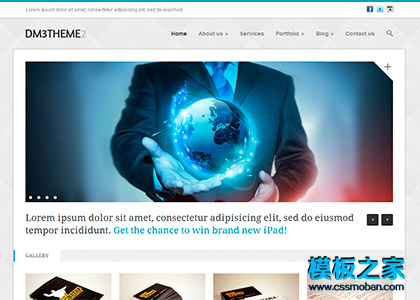 Lorem ipsum dolor sit amet, consectetur adipisicing elit, sed do eiusmod
DM3THEME2
Home About us » Services Portfolio » Blog » Contact us
Lorem ipsum dolor sit amet, consectetur adipisicing elit, sed do eiusmod
tempor incididunt. Get the chance to win brand new iPad!
GALLERY
模板之家
www.cssmoban.com